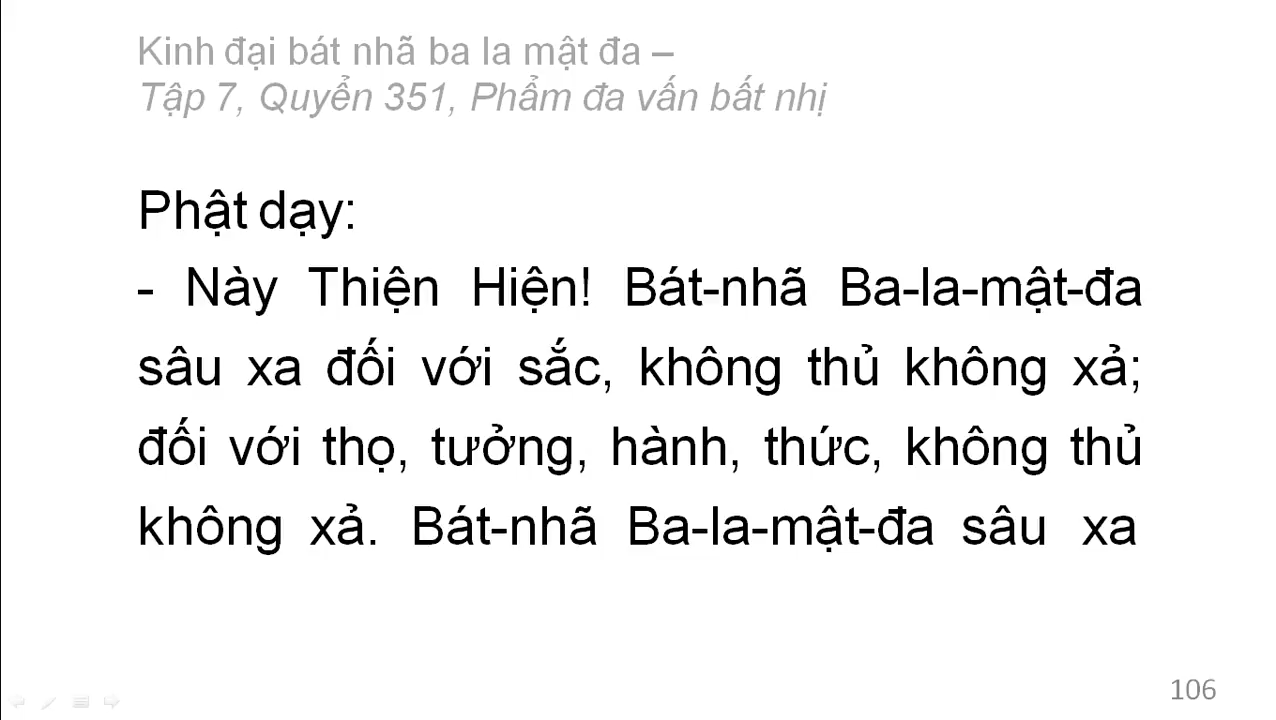 Kinh đại bát nhã ba la mật đa –
Tập 7, Quyển 351, Phẩm đa vấn bất nhị
Phật dạy:
- Này Thiện Hiện! Bát-nhã Ba-la-mật-đa
sâu xa đối với sắc, không thủ không xả;
đối với thọ, tưởng, hành, thức, không thủ
không xả. Bát-nhã Ba-la-mật-đa sâu xa
106